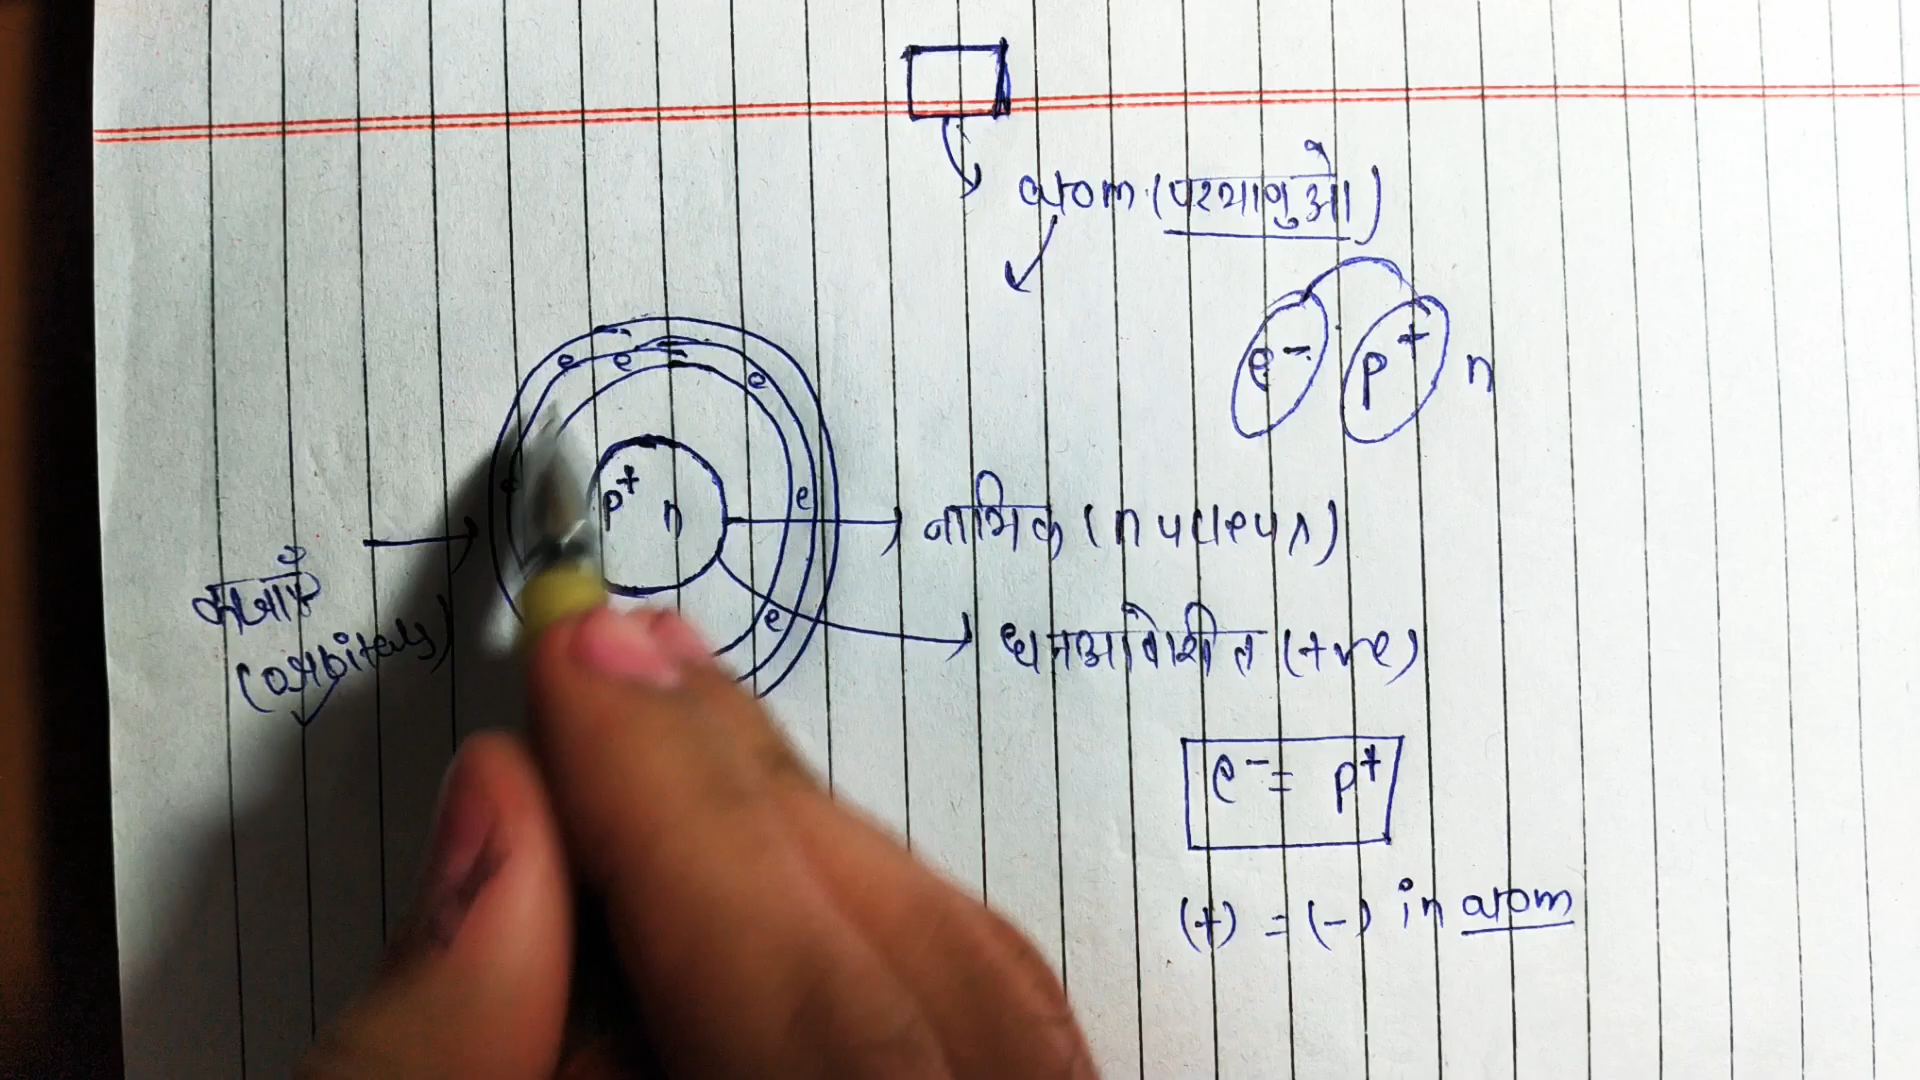 atom (परमाणुओं)
e⁻ p⁺ n
e e e
p⁺ n e
नाभिक (nucleus)
कक्षाएँ
(orbitals)
e
धनआवेशित (+ve)
e⁻ = p⁺
(+) = (-) in atom